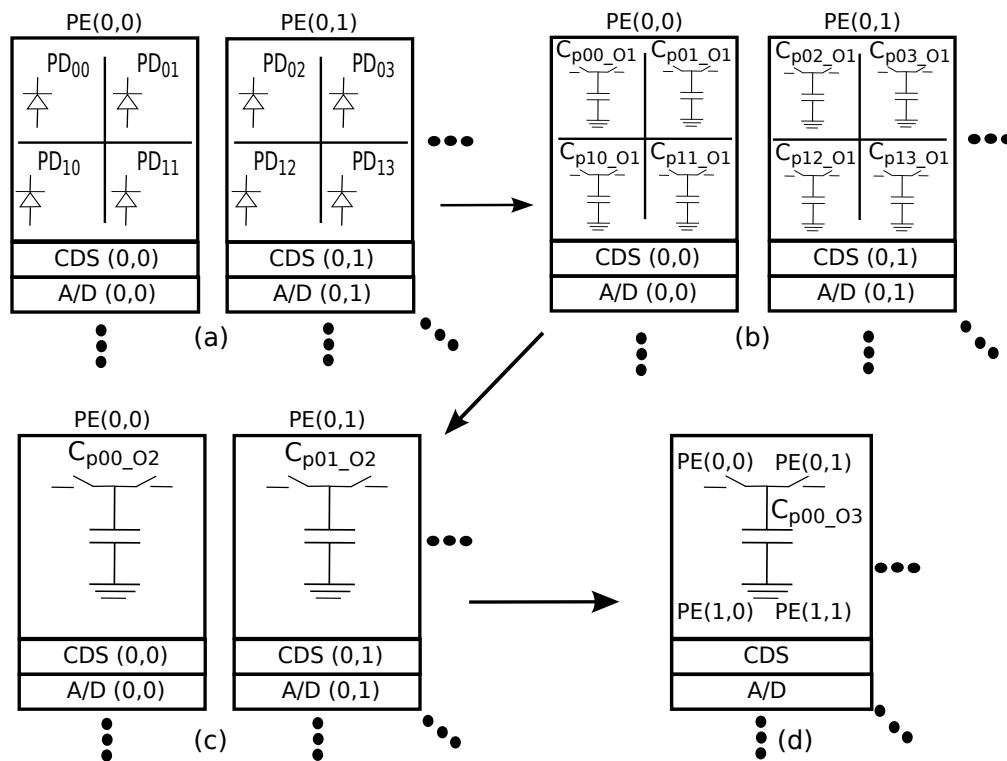 PE(0,0) PE(0,1) PE(0,0) PE(0,1)
PD00 PD01 PD02 PD03 Cp00_O1 Cp01_O1 Cp02_O1 Cp03_O1
PD10 PD11 PD12 PD13 Cp10_O1 Cp11_O1 Cp12_O1 Cp13_O1
CDS (0,0) CDS (0,1) CDS (0,0) CDS (0,1)
A/D (0,0) A/D (0,1) A/D (0,0) A/D (0,1)
(a) (b)
PE(0,0) PE(0,1)
Cp00_O2 Cp01_O2 PE(0,0) PE(0,1)
Cp00_O3
PE(1,0) PE(1,1)
CDS (0,0) CDS (0,1) CDS
A/D (0,0) A/D (0,1) A/D
(c) (d)